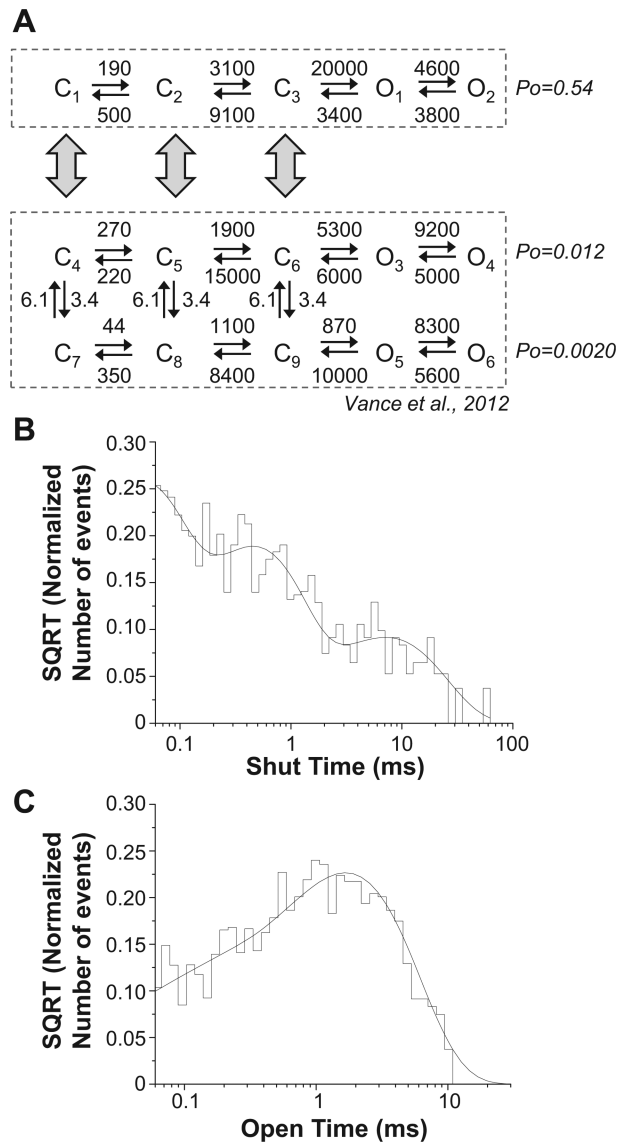 A
190 3100 20000 4600
C1 C2 C3 O1 O2 Po=0.54
500 9100 3400 3800
270 1900 5300 9200
C4 C5 C6 O3 O4 Po=0.012
220 15000 6000 5000
6.1 3.4 6.1 3.4 6.1 3.4
44 1100 870 8300
C7 C8 C9 O5 O6 Po=0.0020
350 8400 10000 5600
Vance et al., 2012
B
SQRT (Normalized
Number of events)
0.30
0.25
0.20
0.15
0.10
0.05
0
0.1 1 10 100
Shut Time (ms)
C
SQRT (Normalized
Number of events)
0.30
0.25
0.20
0.15
0.10
0.05
0
0.1 1 10
Open Time (ms)